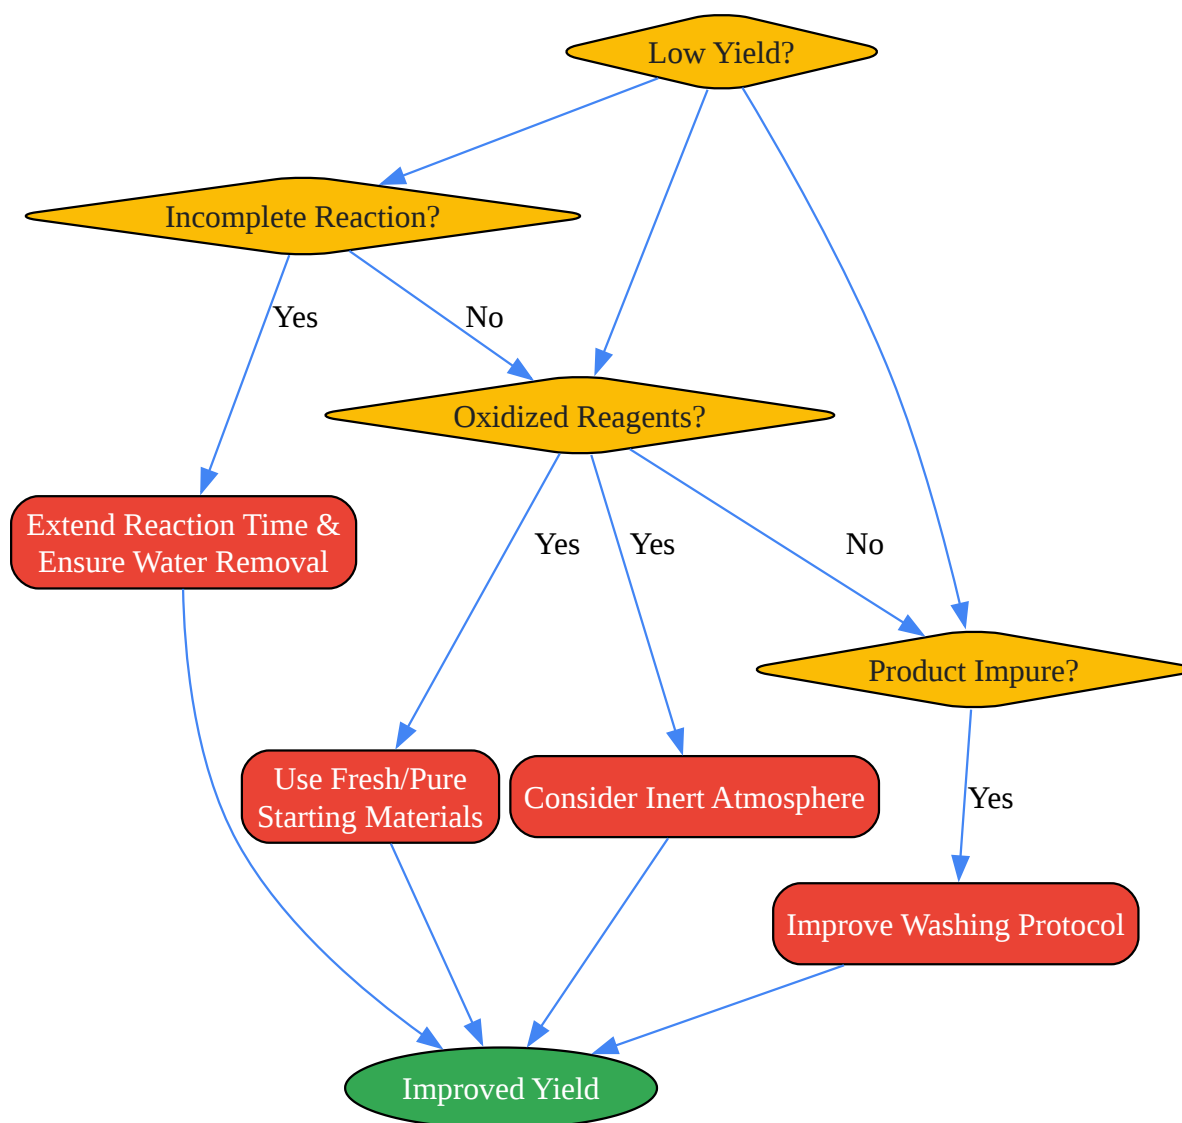 Low Yield?
Incomplete Reaction?
Yes
No
Oxidized Reagents?
Extend Reaction Time &
Ensure Water Removal
Yes
Yes
No
Product Impure?
Use Fresh/Pure
Starting Materials
Consider Inert Atmosphere
Yes
Improve Washing Protocol
Improved Yield